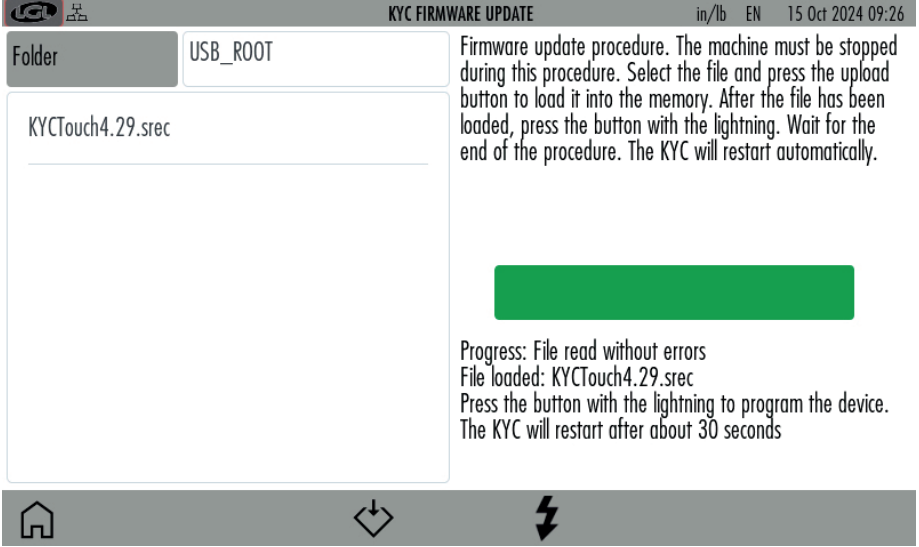 LGL KYC FIRMWARE UPDATE in/lb EN 15 Oct 2024 09:26
Folder USB_ROOT
KYCTouch4.29.srec
Firmware update procedure. The machine must be stopped
during this procedure. Select the file and press the upload
button to load it into the memory. After the file has been
loaded, press the button with the lightning. Wait for the
end of the procedure. The KYC will restart automatically.
Progress: File read without errors
File loaded: KYCTouch4.29.srec
Press the button with the lightning to program the device.
The KYC will restart after about 30 seconds